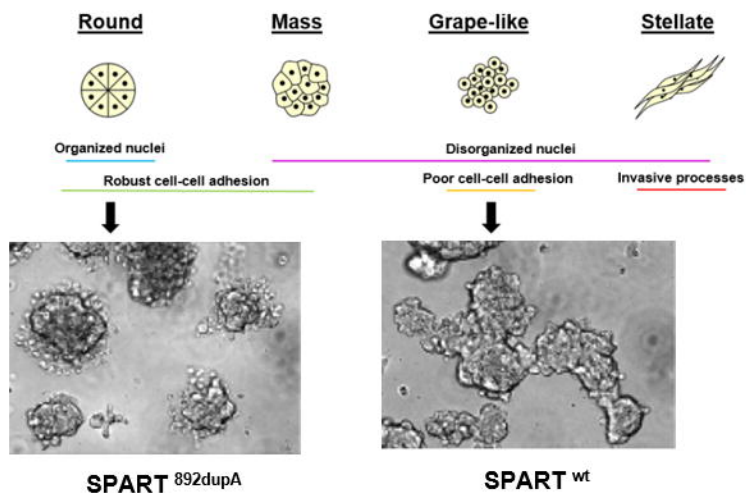 Round Mass Grape-like Stellate
Organized nuclei Disorganized nuclei
Robust cell-cell adhesion Poor cell-cell adhesion Invasive processes
SPART 892dupA SPART wt